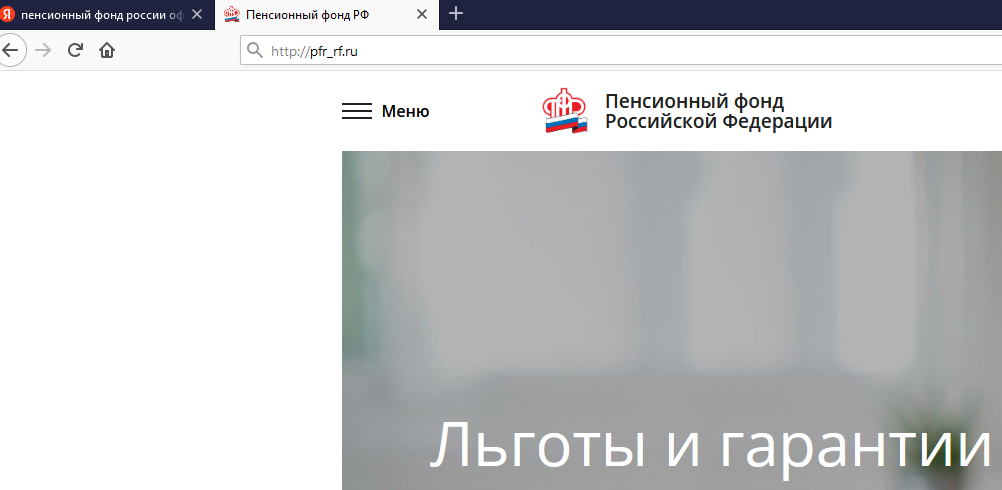 пенсионный фонд россии оф
Пенсионный фонд РФ
http://pfr_rf.ru
Меню
Пенсионный фонд
Российской Федерации
Льготы и гарантии